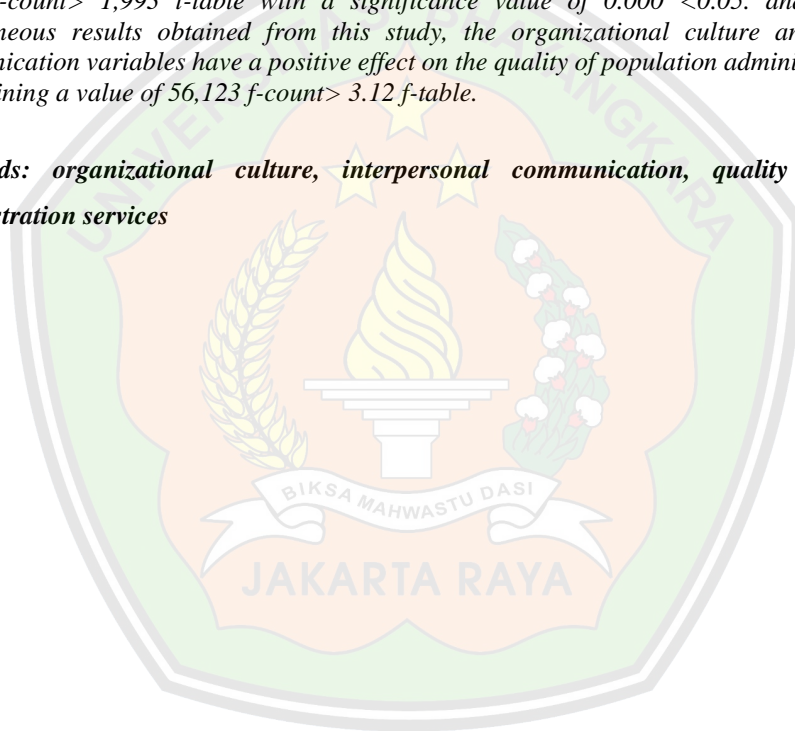 -count> 1,993 t-table with a significance value of 0.000 <0.05. and
neous results obtained from this study, the organizational culture an
nication variables have a positive effect on the quality of population admini
ining a value of 56,123 f-count> 3.12 f-table.
ds: organizational culture, interpersonal communication, quality
tration services
UNIVERSITAS BHAYANGKARA
BIKSA MAHWASTU DASI
JAKARTA RAYA